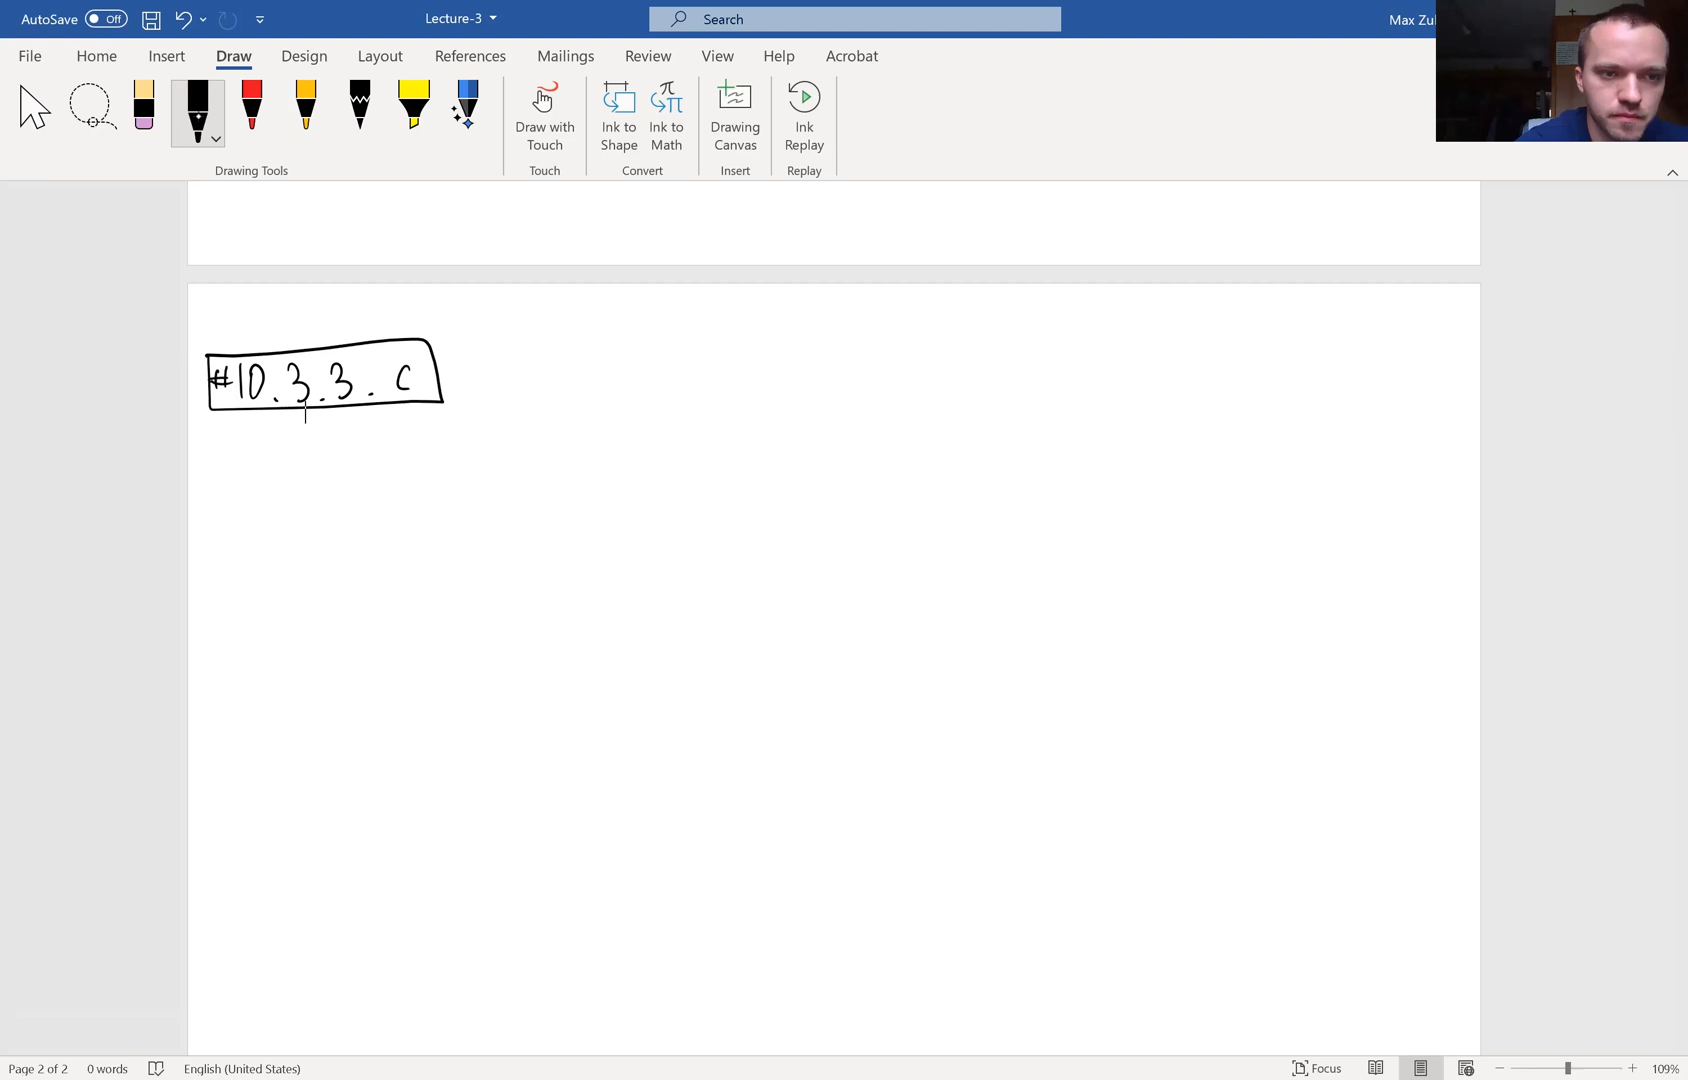 AutoSave Off Lecture-3 Search Max Zul
File Home Insert Draw Design Layout References Mailings Review View Help Acrobat
Draw with Touch
Ink to Shape
Ink to Math
Drawing Canvas
Ink Replay
Drawing Tools Touch Convert Insert Replay
#10.3.3. c
Page 2 of 2 0 words English (United States) Focus 109%